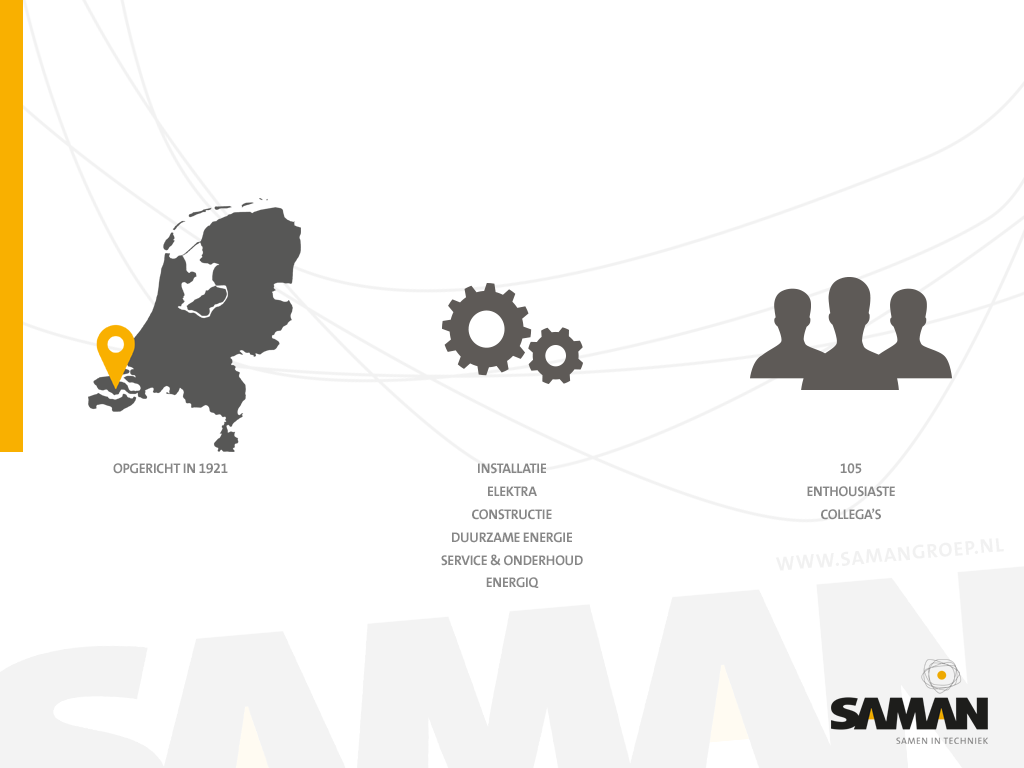 OPGERICHT IN 1921
INSTALLATIE
ELEKTRA
CONSTRUCTIE
DUURZAME ENERGIE
SERVICE & ONDERHOUD
ENERGIQ
105
ENTHOUSIASTE
COLLEGA'S
WWW.SAMANGROEP.NL
SAMAN
SAMAN
SAMEN IN TECHNIEK